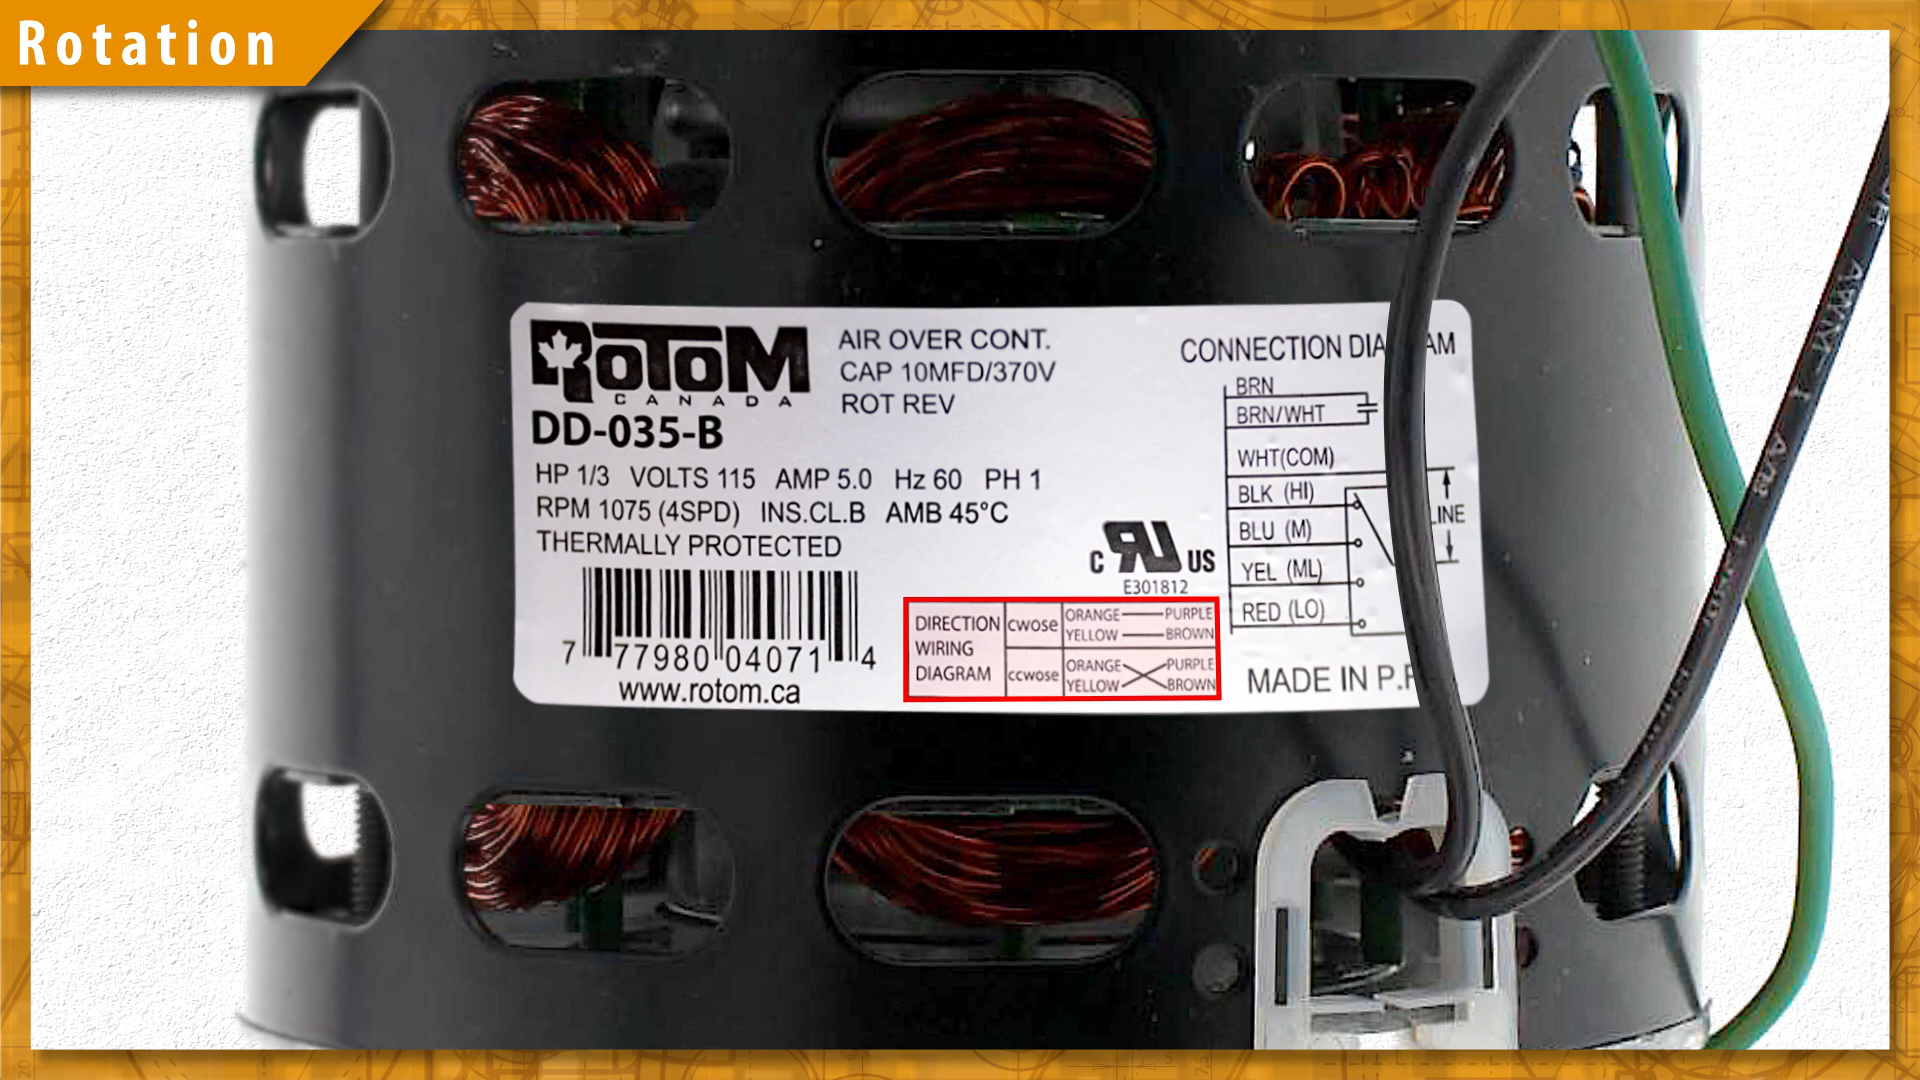 Rotation
ROTOM
CANADA
DD-035-B
AIR OVER CONT.
CAP 10MFD/370V
ROT REV
HP 1/3 VOLTS 115 AMP 5.0 Hz 60 PH 1
RPM 1075 (4SPD) INS.CL.B AMB 45°C
THERMALLY PROTECTED
7 77980 04071 4
www.rotom.ca
C RU US
E301812
DIRECTION
WIRING
DIAGRAM
cwose
ORANGE PURPLE
YELLOW BROWN
ccwose
ORANGE PURPLE
YELLOW BROWN
CONNECTION
BRN
BRN/WHT
WHT(COM)
BLK (HI)
BLU (M)
YEL (ML)
RED (LO)
LINE
MADE IN